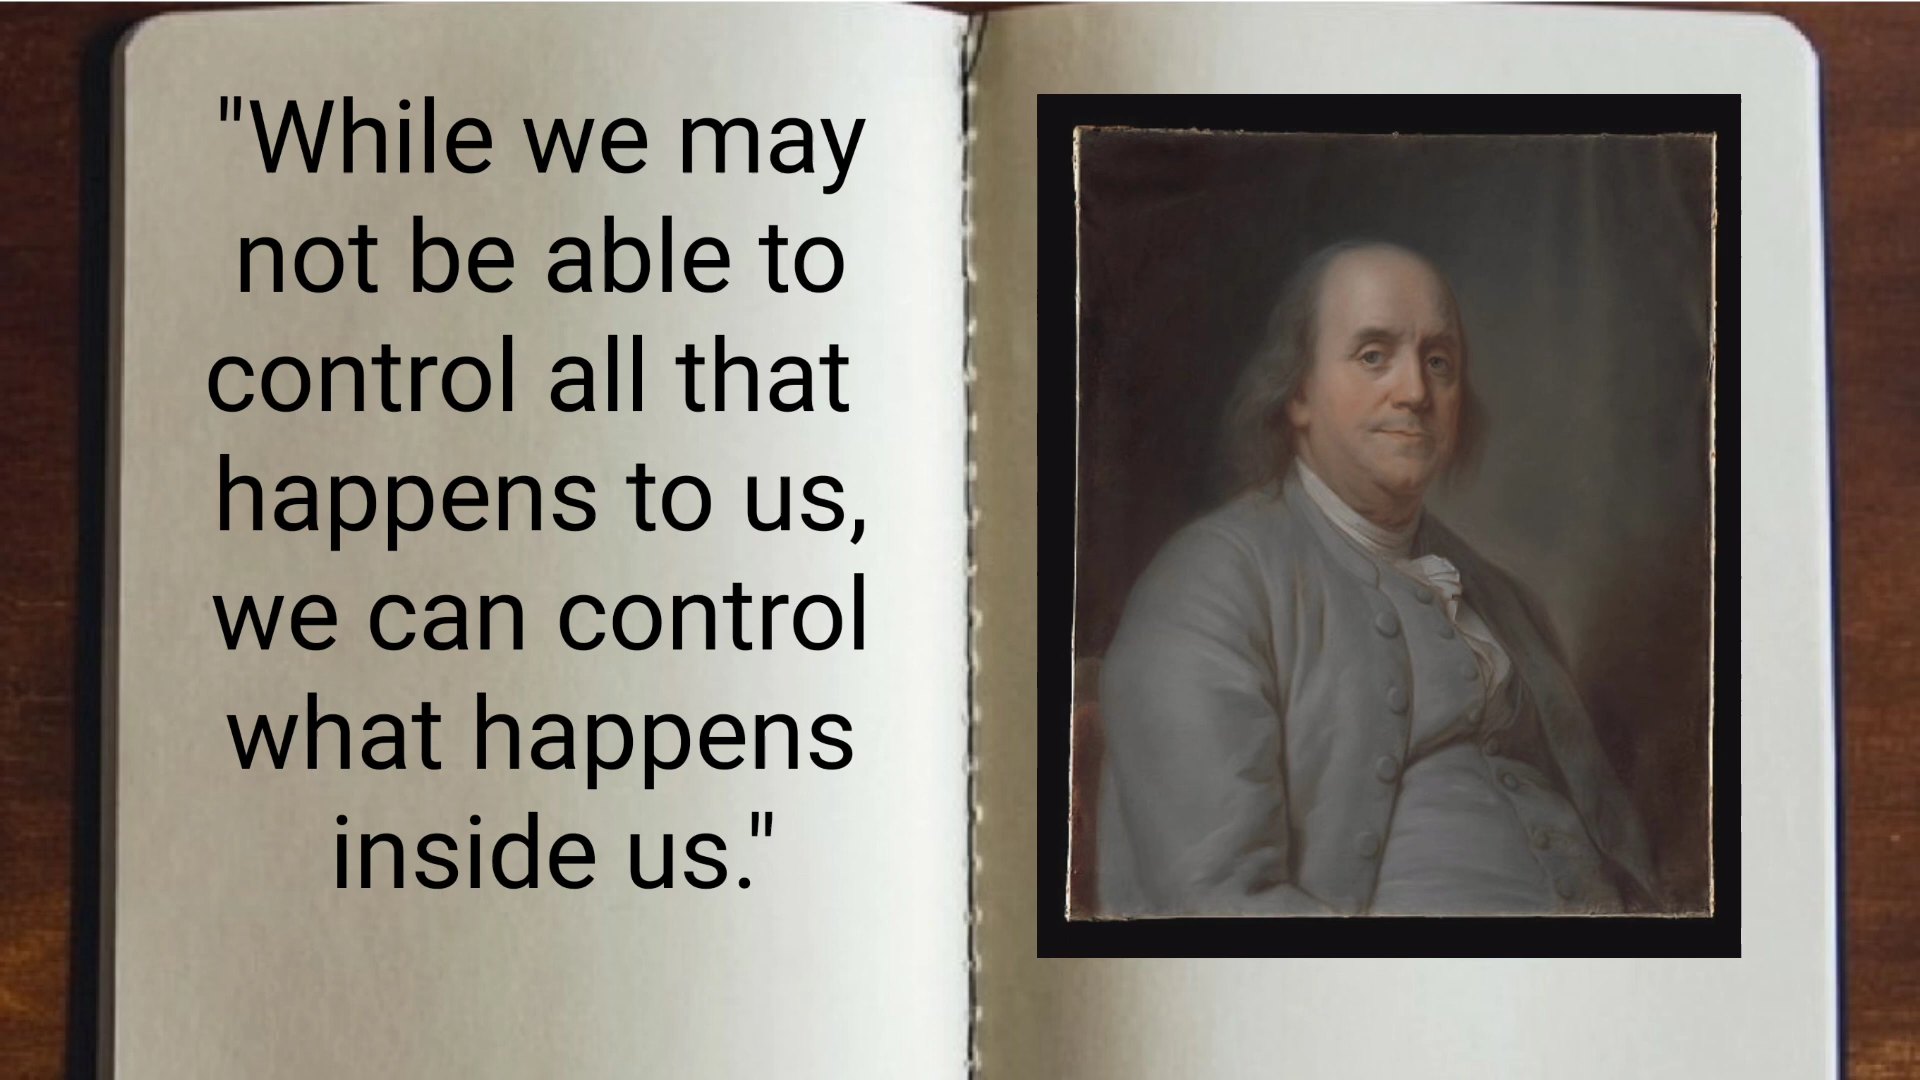 "While we may
not be able to
control all that
happens to us,
we can control
what happens
inside us."